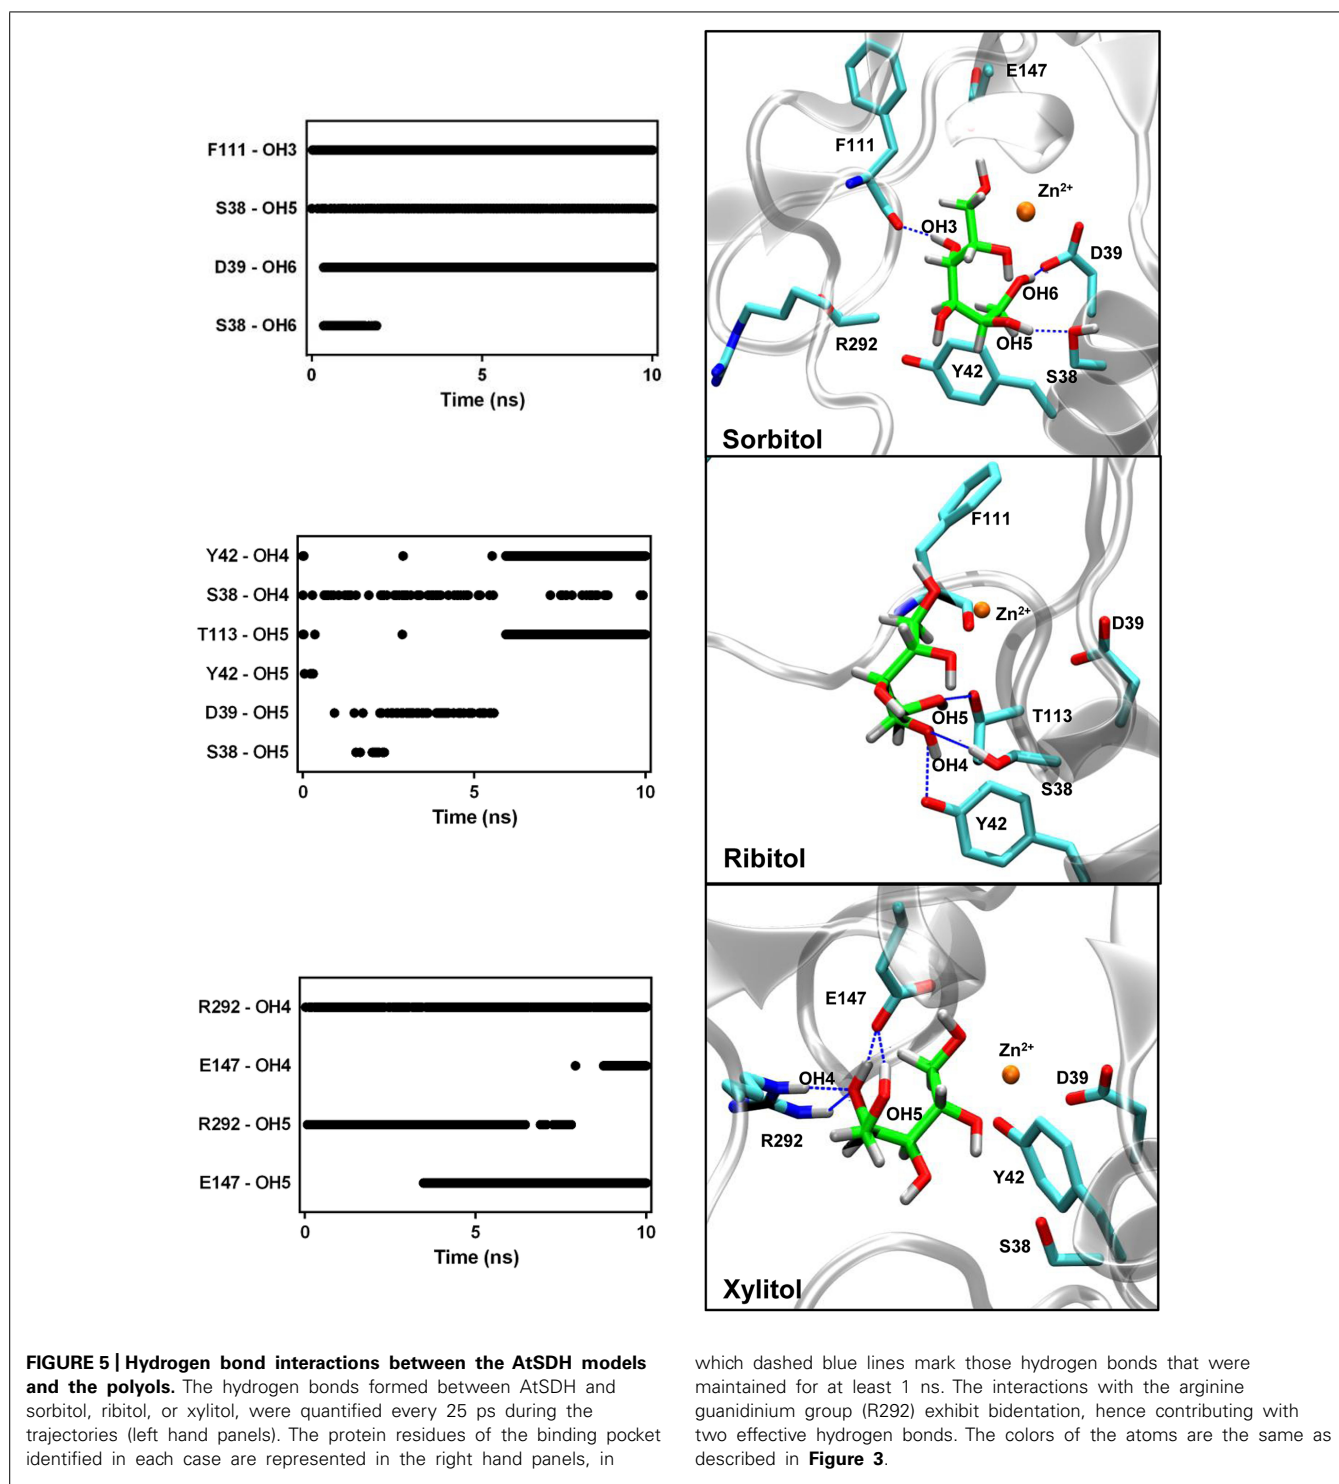 F111 - OH3
S38 - OH5
D39 - OH6
S38 - OH6
0 5 10
Time (ns)
E147
F111
Zn2+
OH3
D39
OH6
R292
OH5
Y42
S38
Sorbitol
Y42 - OH4
S38 - OH4
T113 - OH5
Y42 - OH5
D39 - OH5
S38 - OH5
0 5 10
Time (ns)
F111
Zn2+
D39
OH5
T113
OH4
S38
Y42
Ribitol
R292 - OH4
E147 - OH4
R292 - OH5
E147 - OH5
0 5 10
Time (ns)
E147
Zn2+
OH4
D39
OH5
R292
Y42
S38
Xylitol
FIGURE 5 | Hydrogen bond interactions between the AtSDH models
and the polyols. The hydrogen bonds formed between AtSDH and
sorbitol, ribitol, or xylitol, were quantified every 25 ps during the
trajectories (left hand panels). The protein residues of the binding pocket
identified in each case are represented in the right hand panels, in
which dashed blue lines mark those hydrogen bonds that were
maintained for at least 1 ns. The interactions with the arginine
guanidinium group (R292) exhibit bidentation, hence contributing with
two effective hydrogen bonds. The colors of the atoms are the same as
described in Figure 3.